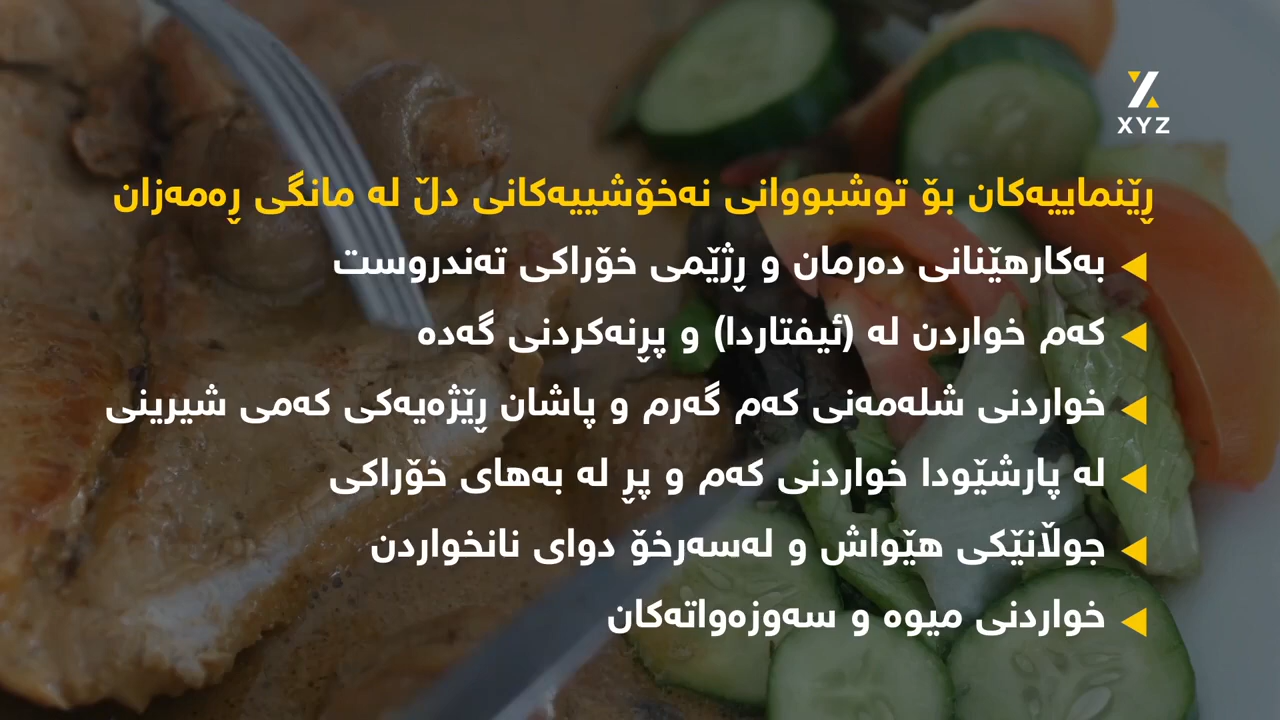 XYZ
ڕێنماییەکان بۆ توشبووانی نەخۆشییەکانی دڵ لە مانگی ڕەمەزان
بەکارهێنانی دەرمان و ڕژێمی خۆراکی تەندروست
کەم خواردن لە (ئیفتاردا) و پڕنەکردنی گەدە
خواردنی شلەمەنی کەم گەرم و پاشان ڕێژەیەکی کەمی شیرینی
لە پارشێودا خواردنی کەم و پڕ لە بەهای خۆراکی
جوڵانێکی هێواش و لەسەرخۆ دوای نانخواردن
خواردنی میوە و سەوزەواتەکان